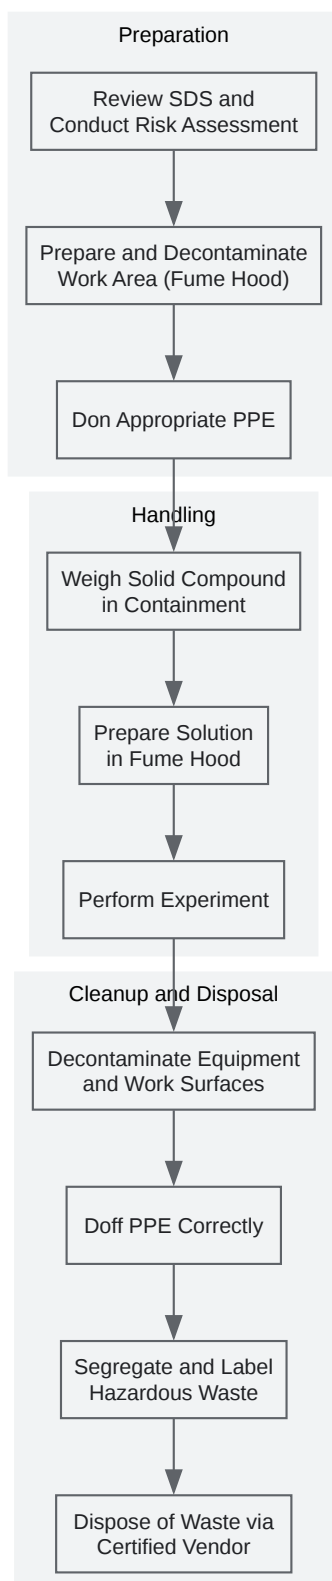 Preparation
Review SDS and
Conduct Risk Assessment
Prepare and Decontaminate
Work Area (Fume Hood)
Don Appropriate PPE
Handling
Weigh Solid Compound
in Containment
Prepare Solution
in Fume Hood
Perform Experiment
Cleanup and Disposal
Decontaminate Equipment
and Work Surfaces
Doff PPE Correctly
Segregate and Label
Hazardous Waste
Dispose of Waste via
Certified Vendor